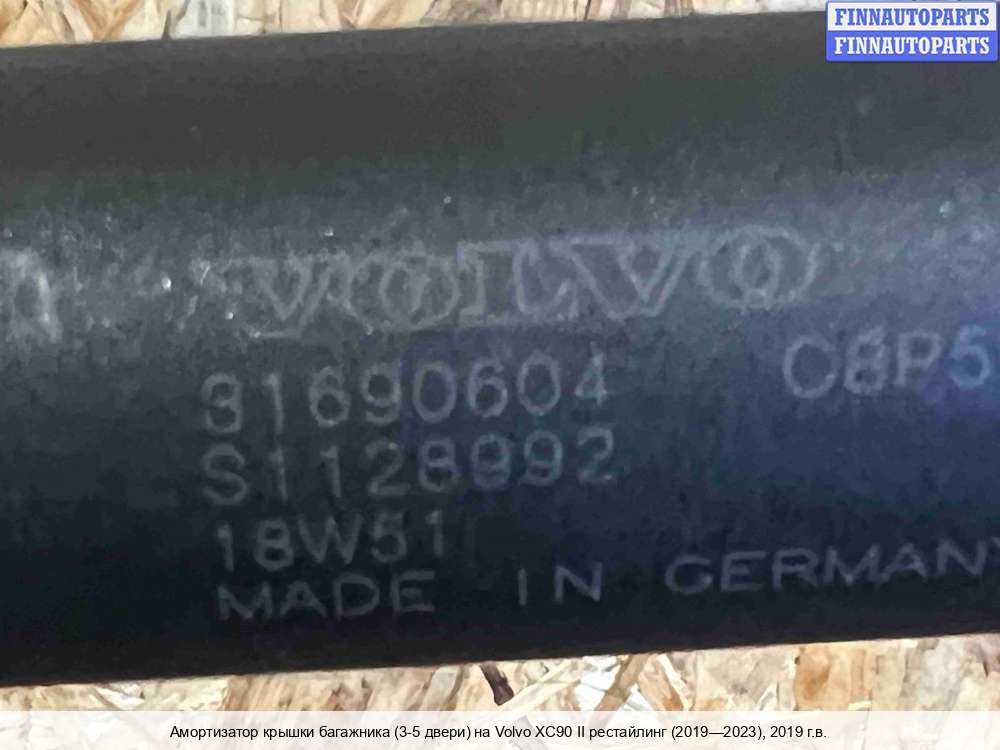 FINNAUTOPARTS
FINNAUTOPARTS
VOLVO
31690604
C8P5
S1128992
18W51
MADE IN GERMANY
Амортизатор крышки багажника (3-5 двери) на Volvo XC90 II рестайлинг (2019—2023), 2019 г.в.